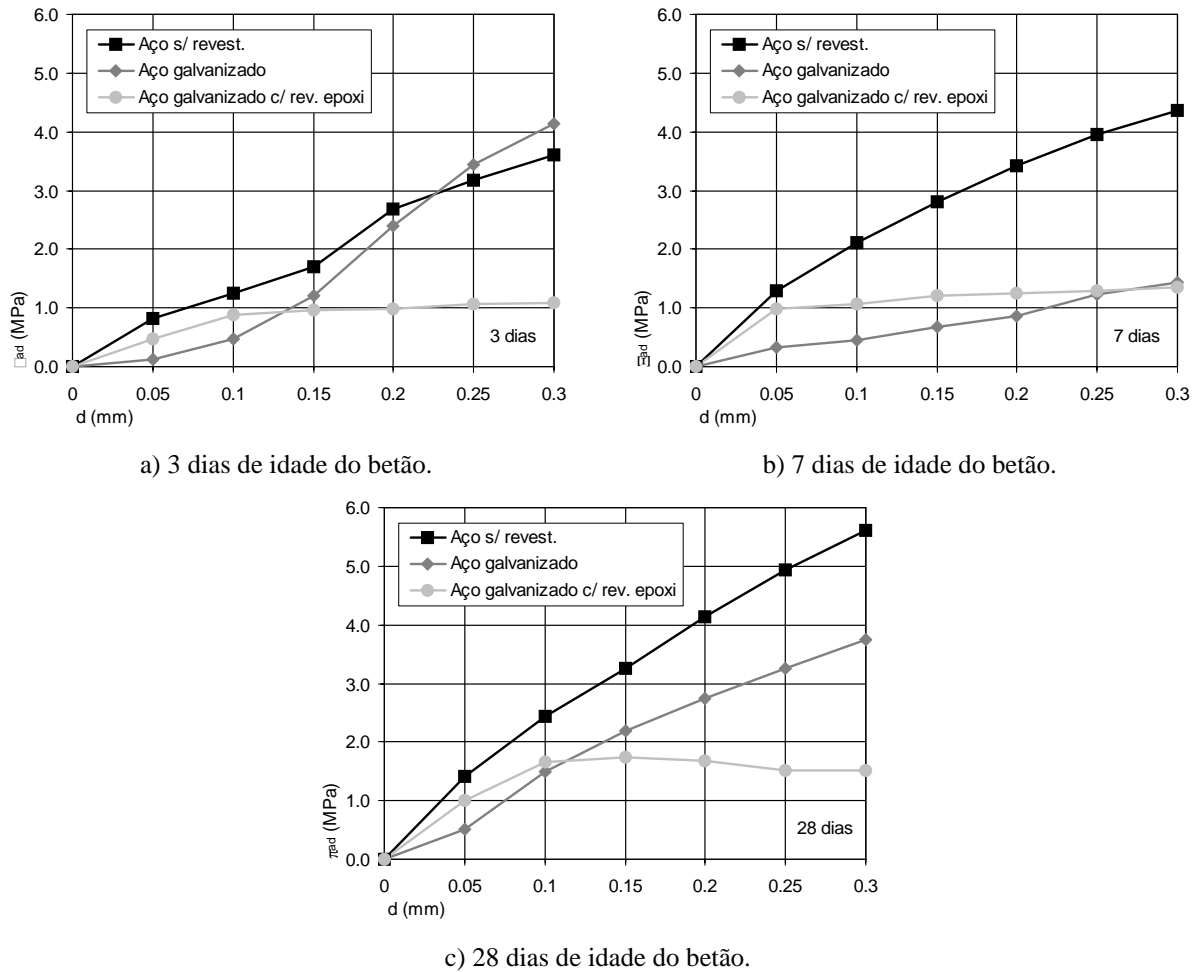 6.0
5.0
4.0
3.0
2.0
1.0
0.0
Aço s/ revest.
Aço galvanizado
Aço galvanizado c/ rev. epoxi
3 dias
□ad (MPa)
0 0.05 0.1 0.15 0.2 0.25 0.3
d (mm)
a) 3 dias de idade do betão.
6.0
5.0
4.0
3.0
2.0
1.0
0.0
Aço s/ revest.
Aço galvanizado
Aço galvanizado c/ rev. epoxi
7 dias
ad (MPa)
0 0.05 0.1 0.15 0.2 0.25 0.3
d (mm)
b) 7 dias de idade do betão.
6.0
5.0
4.0
3.0
2.0
1.0
0.0
Aço s/ revest.
Aço galvanizado
Aço galvanizado c/ rev. epoxi
28 dias
πad (MPa)
0 0.05 0.1 0.15 0.2 0.25 0.3
d (mm)
c) 28 dias de idade do betão.